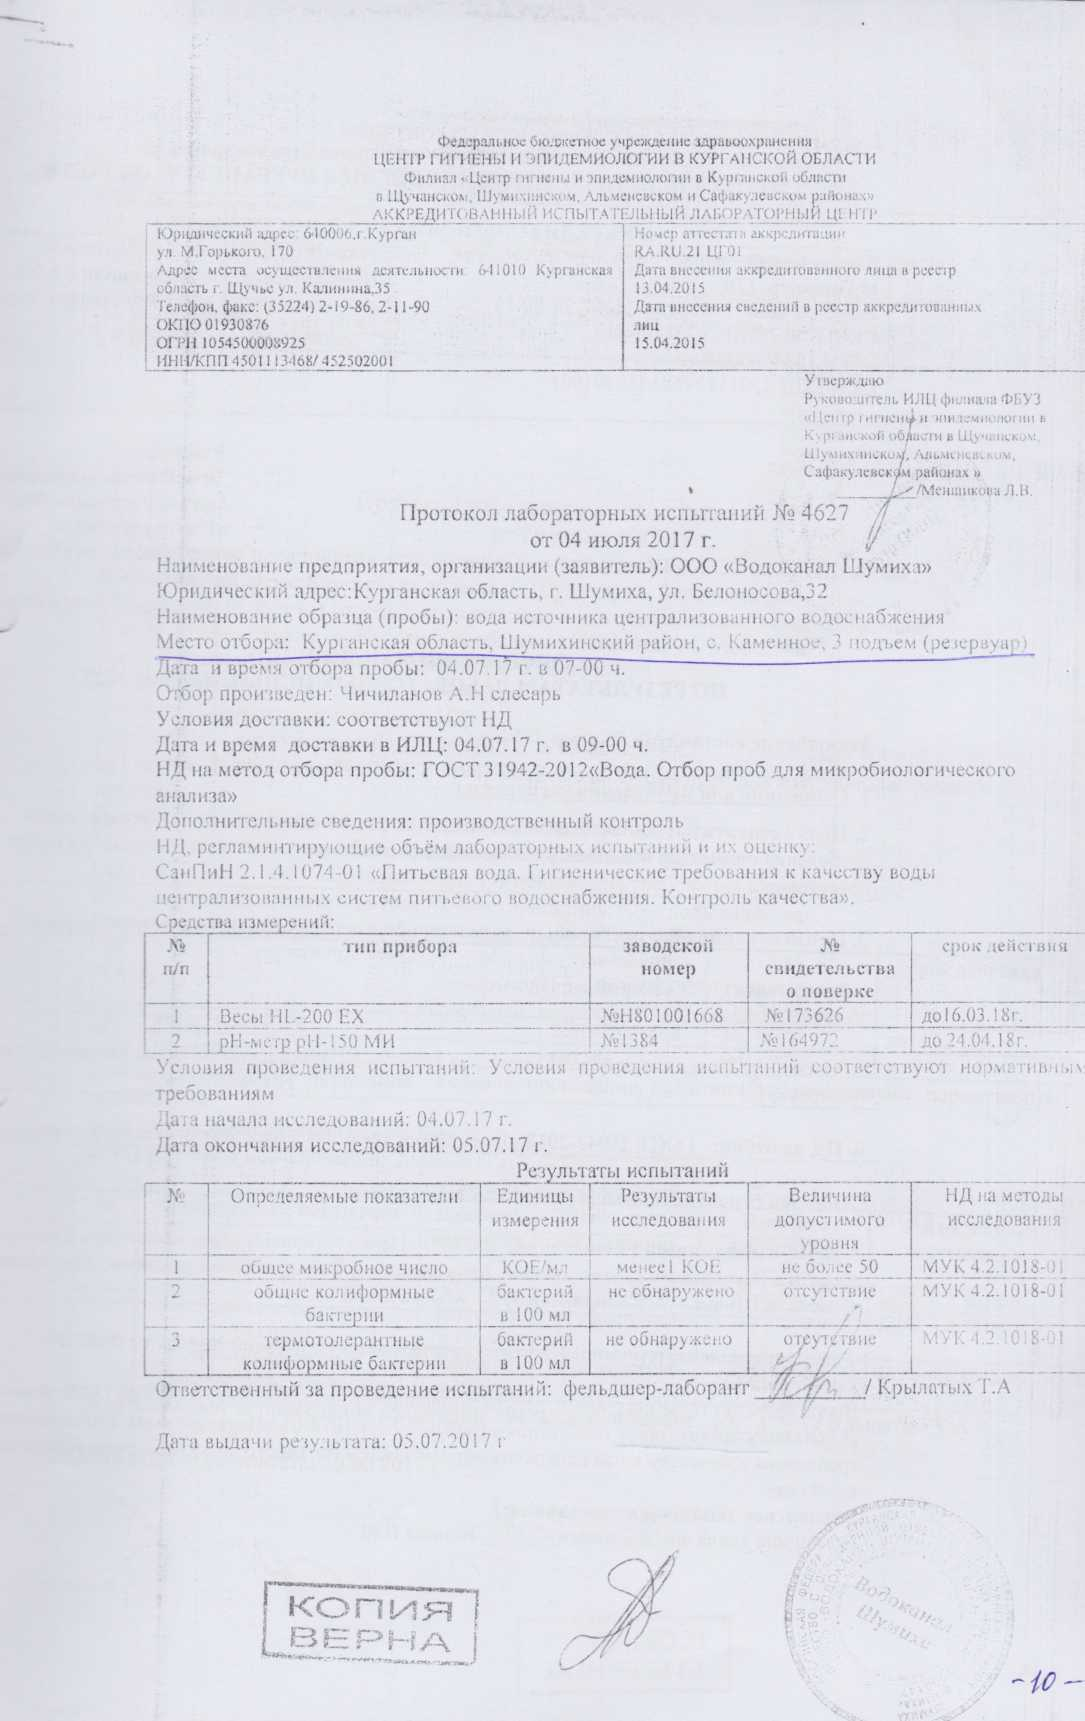 Федеральное бюджетное учреждение здравоохранения
ЦЕНТР ГИГИЕНЫ И ЭПИДЕМИОЛОГИИ В КУРГАНСКОЙ ОБЛАСТИ
Филиал «Центр гигиены и эпидемиологии в Курганской области
в Щучанском, Шумихинском, Альменевском и Сафакулевском районах»
АККРЕДИТОВАННЫЙ ИСПЫТАТЕЛЬНЫЙ ЛАБОРАТОРНЫЙ ЦЕНТР
Юридический адрес: 640006,г.Курган
ул. М.Горького, 170
Адрес места осуществления деятельности: 641010 Курганская
область г. Щучье ул. Калинина,35
Телефон, факс: (35224) 2-19-86, 2-11-90
ОКПО 01930876
ОГРН 1054500008925
ИНН/КПП 4501113468/ 452502001
Номер аттестата аккредитации
RA.RU.21 ЦГ01
Дата внесения аккредитованного лица в реестр
13.04.2015
Дата внесения сведений в реестр аккредитованных
лиц
15.04.2015
Утверждаю
Руководитель ИЛЦ филиала ФБУЗ
«Центр гигиены и эпидемиологии в
Курганской области в Щучанском,
Шумихинском, Альменевском,
Сафакулевском районах »
/Менщикова Л.В.
Протокол лабораторных испытаний № 4627
от 04 июля 2017 г.
Наименование предприятия, организации (заявитель): ООО «Водоканал Шумиха»
Юридический адрес:Курганская область, г. Шумиха, ул. Белоносова,32
Наименование образца (пробы): вода источника централизованного водоснабжения
Место отбора: Курганская область, Шумихинский район, с. Каменное, 3 подъем (резервуар)
Дата и время отбора пробы: 04.07.17 г. в 07-00 ч.
Отбор произведен: Чичиланов А.Н слесарь
Условия доставки: соответствуют НД
Дата и время доставки в ИЛЦ: 04.07.17 г. в 09-00 ч.
НД на метод отбора пробы: ГОСТ 31942-2012«Вода. Отбор проб для микробиологического
анализа»
Дополнительные сведения: производственный контроль
НД, регламинтирующие объём лабораторных испытаний и их оценку:
СанПиН 2.1.4.1074-01 «Питьевая вода. Гигиенические требования к качеству воды
централизованных систем питьевого водоснабжения. Контроль качества».
Средства измерений:
№ п/п тип прибора заводской номер № свидетельства о поверке срок действия
1 Весы HL-200 EX №H801001668 №173626 до16.03.18г.
2 рН-метр рН-150 МИ №1384 №164972 до 24.04.18г.
Условия проведения испытаний: Условия проведения испытаний соответствуют нормативных
требованиям
Дата начала исследований: 04.07.17 г.
Дата окончания исследований: 05.07.17 г.
Результаты испытаний
№ Определяемые показатели Единицы измерения Результаты исследования Величина допустимого уровня НД на методы исследования
1 общее микробное число КОЕ/мл менее1 КОЕ не более 50 МУК 4.2.1018-01
2 общие колиформные бактерии бактерий в 100 мл не обнаружено отсутствие МУК 4.2.1018-01
3 термотолерантные колиформные бактерии бактерий в 100 мл не обнаружено отсутствие МУК 4.2.1018-01
Ответственный за проведение испытаний: фельдшер-лаборант / Крылатых Т.А
Дата выдачи результата: 05.07.2017 г
КОПИЯ
ВЕРНА
Водоканал
Шумиха
-10-